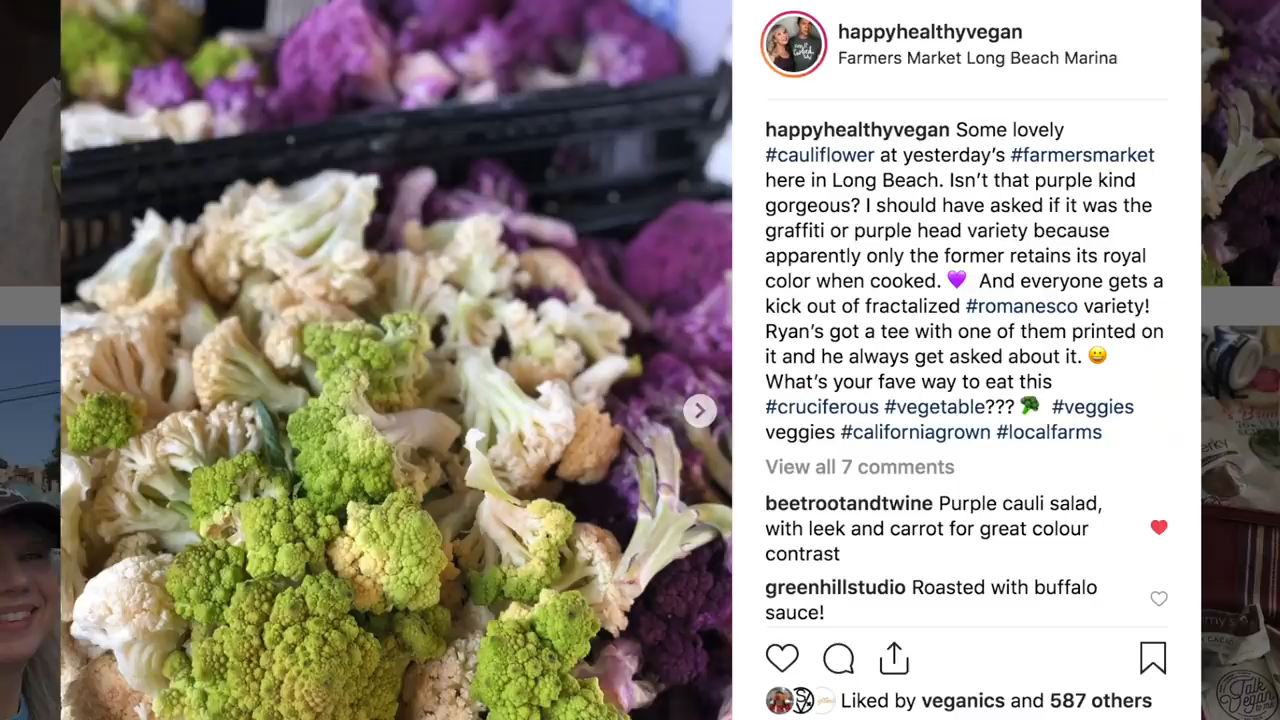 happyhealthyvegan
Farmers Market Long Beach Marina
happyhealthyvegan Some lovely
#cauliflower at yesterday's #farmersmarket
here in Long Beach. Isn't that purple kind
gorgeous? I should have asked if it was the
graffiti or purple head variety because
apparently only the former retains its royal
color when cooked. 💜 And everyone gets a
kick out of fractalized #romanesco variety!
Ryan's got a tee with one of them printed on
it and he always get asked about it. 😀
What's your fave way to eat this
#cruciferous #vegetable??? 🥦 #veggies
veggies #californiagrown #localfarms
View all 7 comments
beetrootandtwine Purple cauli salad,
with leek and carrot for great colour
contrast
greenhillstudio Roasted with buffalo
sauce!
Liked by veganics and 587 others
Talk
Vegan
to me